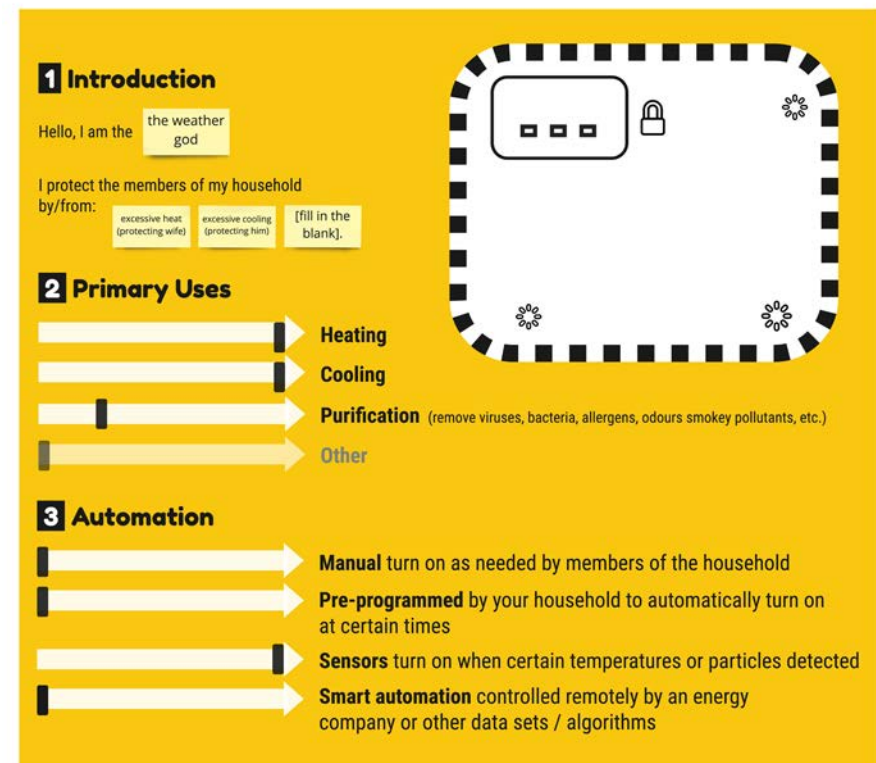 1 Introduction
Hello, I am the
the weather
god
I protect the members of my household
by/from:
excessive heat
(protecting wife)
excessive cooling
(protecting him)
[fill in the
blank].
2 Primary Uses
Heating
Cooling
Purification (remove viruses, bacteria, allergens, odours smokey pollutants, etc.)
Other
3 Automation
Manual turn on as needed by members of the household
Pre-programmed by your household to automatically turn on
at certain times
Sensors turn on when certain temperatures or particles detected
Smart automation controlled remotely by an energy
company or other data sets / algorithms